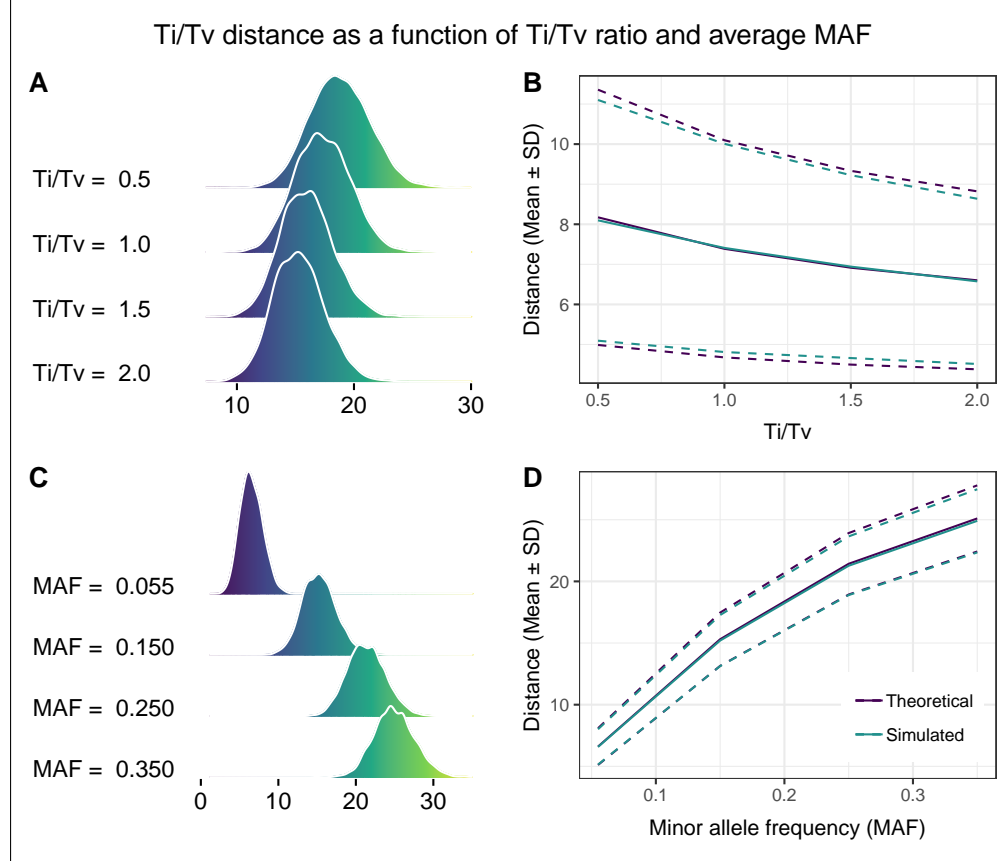 Ti/Tv distance as a function of Ti/Tv ratio and average MAF
A
Ti/Tv = 0.5
Ti/Tv = 1.0
Ti/Tv = 1.5
Ti/Tv = 2.0
10 20 30
B
Distance (Mean ± SD)
10
8
6
0.5 1.0 1.5 2.0
Ti/Tv
C
MAF = 0.055
MAF = 0.150
MAF = 0.250
MAF = 0.350
0 10 20 30
D
Distance (Mean ± SD)
20
10
Theoretical
Simulated
0.1 0.2 0.3
Minor allele frequency (MAF)